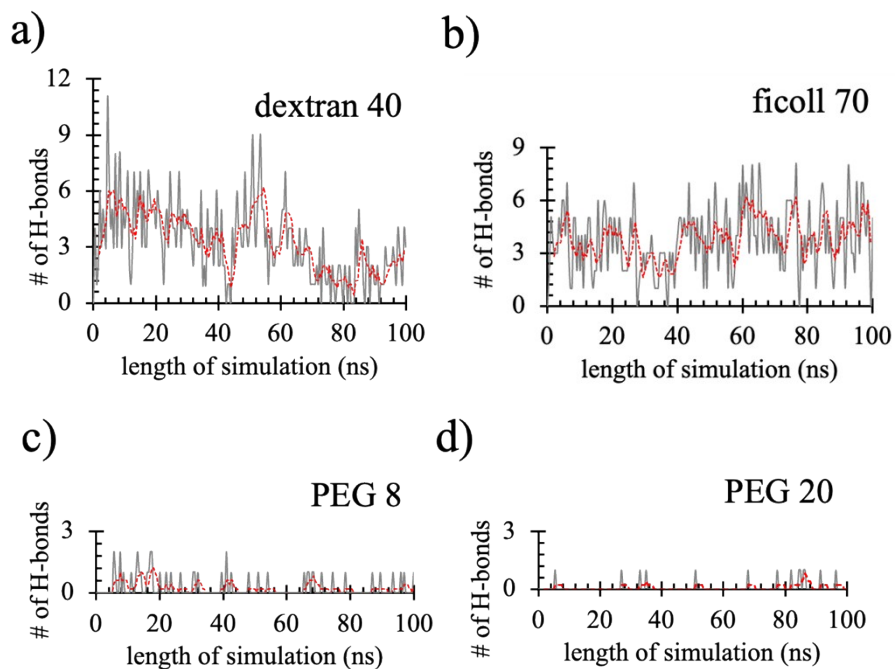 a)
dextran 40
# of H-bonds
12
9
6
3
0
0 20 40 60 80 100
length of simulation (ns)
b)
ficoll 70
# of H-bonds
9
6
3
0
0 20 40 60 80 100
length of simulation (ns)
c)
PEG 8
# of H-bonds
3
0
0 20 40 60 80 100
length of simulation (ns)
d)
PEG 20
# of H-bonds
3
0
0 20 40 60 80 100
length of simulation (ns)